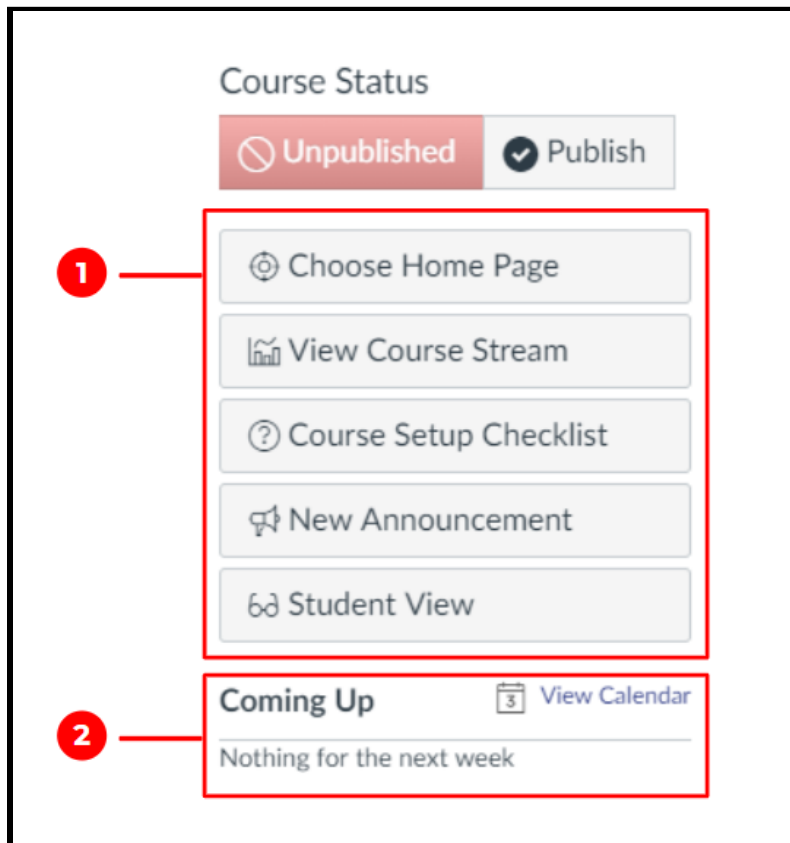 Course Status
Unpublished Publish
1
Choose Home Page
View Course Stream
Course Setup Checklist
New Announcement
Student View
2
Coming Up 3 View Calendar
Nothing for the next week